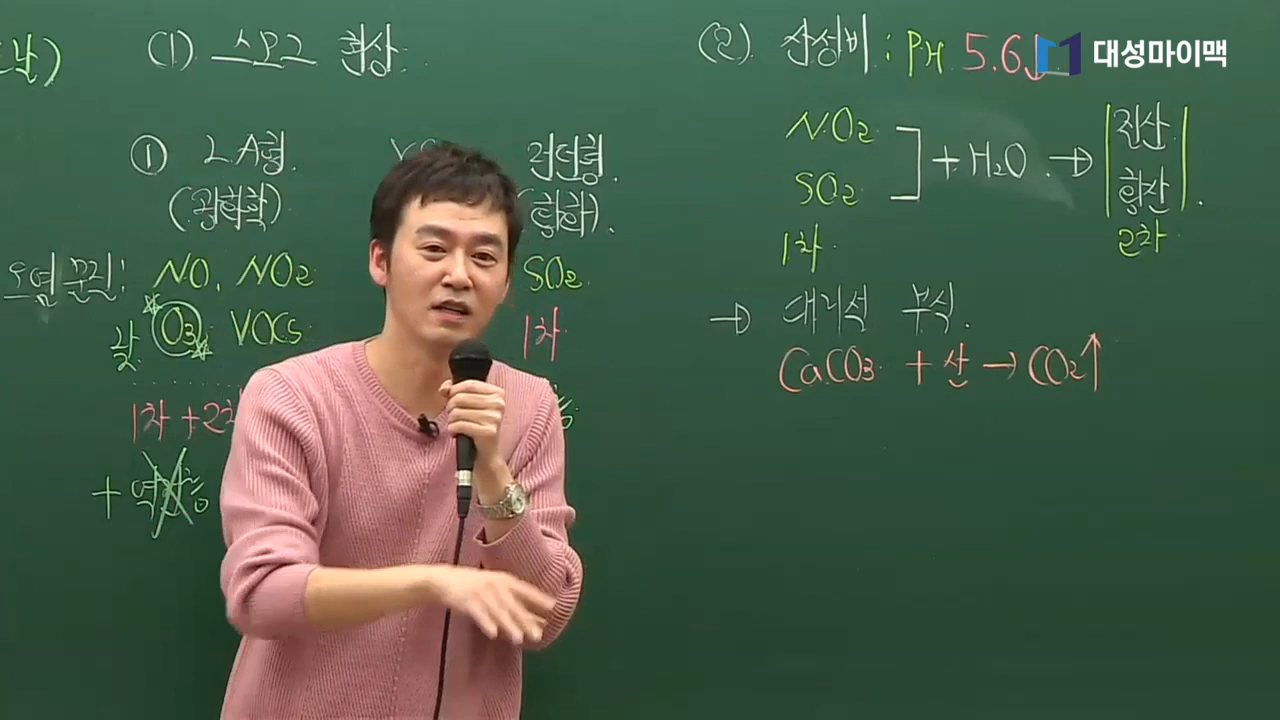 (1) 스모그 현상.
① L.A형.
(광화학)
런던형.
(황화).
오염 물질:
NO, NO₂
SO₂
낮.
O₃, VOCs
1차
1차 + 2차
+
(2) 산성비 : PH 5.6↓
대성마이맥
NO₂
SO₂
+ H₂O → 질산
황산.
1차
2차
→ 대리석 부식.
CaCO₃ + 산 → CO₂↑